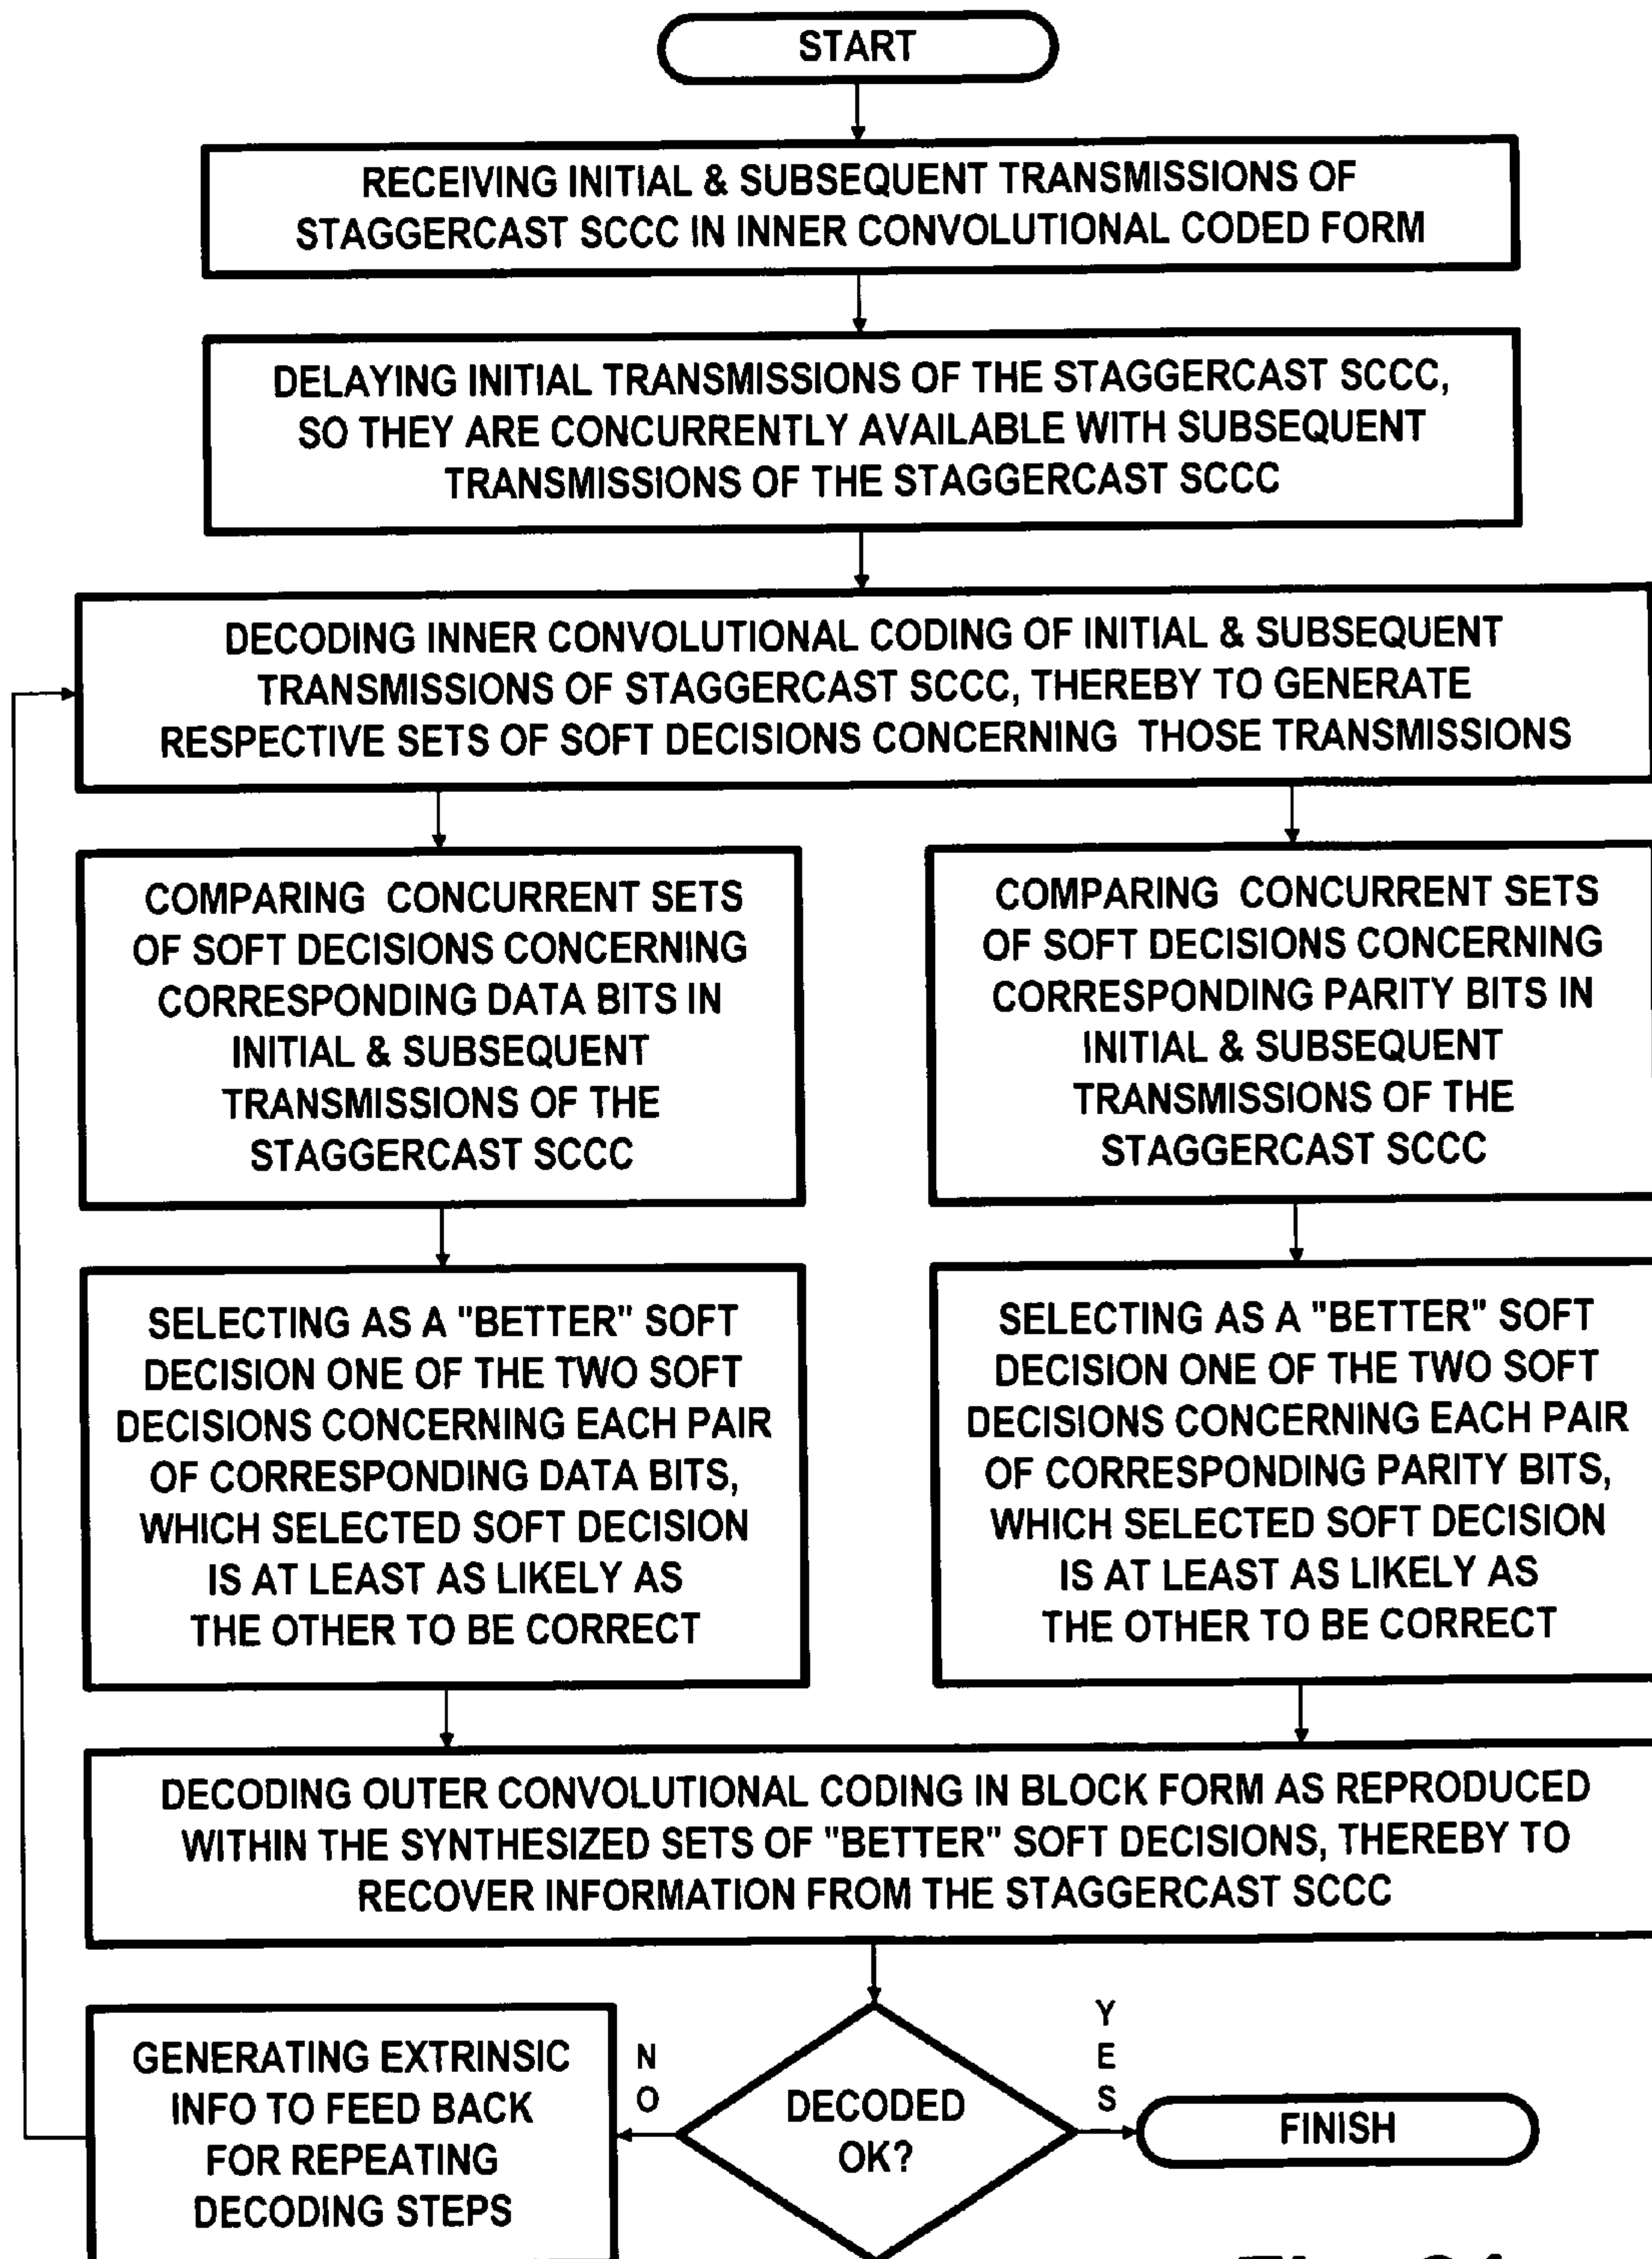 START
RECEIVING INITIAL & SUBSEQUENT TRANSMISSIONS OF
STAGGERCAST SCCC IN INNER CONVOLUTIONAL CODED FORM
DELAYING INITIAL TRANSMISSIONS OF THE STAGGERCAST SCCC,
SO THEY ARE CONCURRENTLY AVAILABLE WITH SUBSEQUENT
TRANSMISSIONS OF THE STAGGERCAST SCCC
DECODING INNER CONVOLUTIONAL CODING OF INITIAL & SUBSEQUENT
TRANSMISSIONS OF STAGGERCAST SCCC, THEREBY TO GENERATE
RESPECTIVE SETS OF SOFT DECISIONS CONCERNING THOSE TRANSMISSIONS
COMPARING CONCURRENT SETS
OF SOFT DECISIONS CONCERNING
CORRESPONDING DATA BITS IN
INITIAL & SUBSEQUENT
TRANSMISSIONS OF THE
STAGGERCAST SCCC
COMPARING CONCURRENT SETS
OF SOFT DECISIONS CONCERNING
CORRESPONDING PARITY BITS IN
INITIAL & SUBSEQUENT
TRANSMISSIONS OF THE
STAGGERCAST SCCC
SELECTING AS A "BETTER" SOFT
DECISION ONE OF THE TWO SOFT
DECISIONS CONCERNING EACH PAIR
OF CORRESPONDING DATA BITS,
WHICH SELECTED SOFT DECISION
IS AT LEAST AS LIKELY AS
THE OTHER TO BE CORRECT
SELECTING AS A "BETTER" SOFT
DECISION ONE OF THE TWO SOFT
DECISIONS CONCERNING EACH PAIR
OF CORRESPONDING PARITY BITS,
WHICH SELECTED SOFT DECISION
IS AT LEAST AS LIKELY AS
THE OTHER TO BE CORRECT
DECODING OUTER CONVOLUTIONAL CODING IN BLOCK FORM AS REPRODUCED
WITHIN THE SYNTHESIZED SETS OF "BETTER" SOFT DECISIONS, THEREBY TO
RECOVER INFORMATION FROM THE STAGGERCAST SCCC
GENERATING EXTRINSIC
INFO TO FEED BACK
FOR REPEATING
DECODING STEPS
NO
DECODED
OK?
YES
FINISH